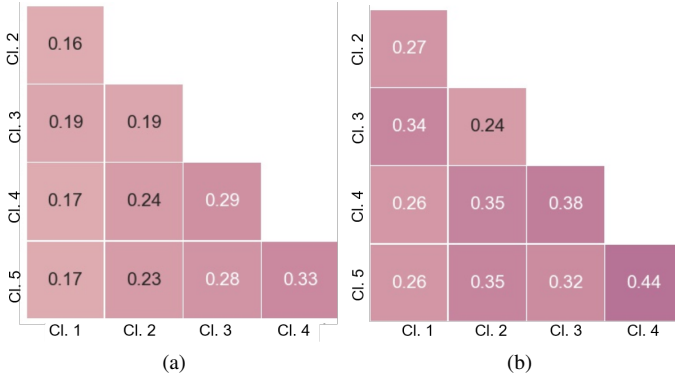 Cl. 2
0.16
Cl. 3
0.19 0.19
Cl. 4
0.17 0.24 0.29
Cl. 5
0.17 0.23 0.28 0.33
Cl. 1 Cl. 2 Cl. 3 Cl. 4
(a)
Cl. 2
0.27
Cl. 3
0.34 0.24
Cl. 4
0.26 0.35 0.38
Cl. 5
0.26 0.35 0.32 0.44
Cl. 1 Cl. 2 Cl. 3 Cl. 4
(b)